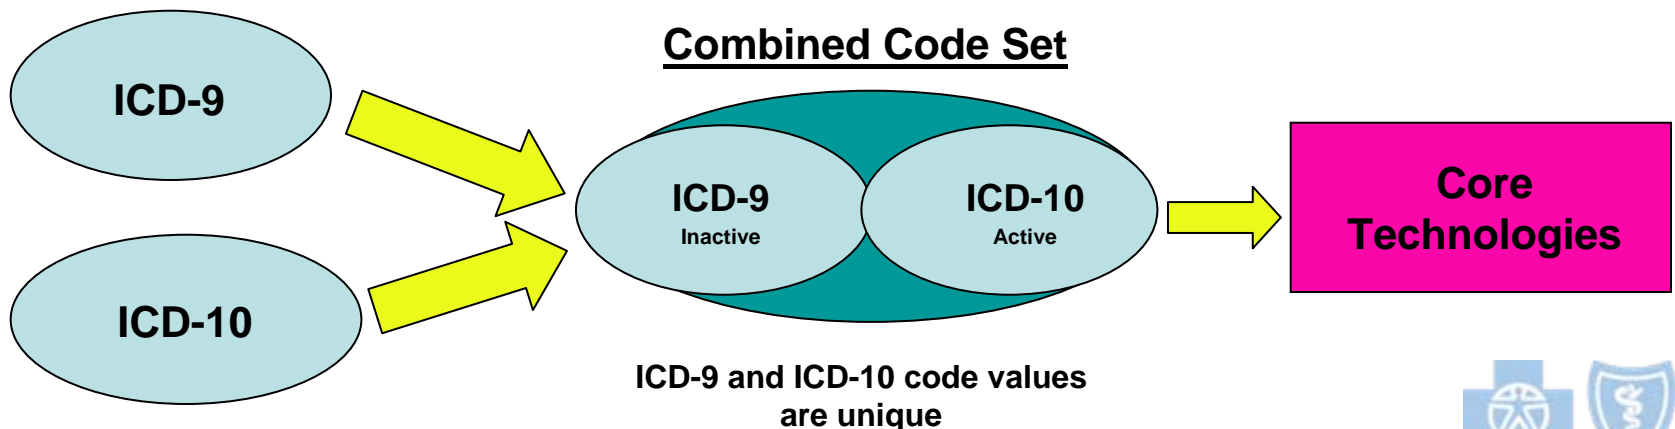 Combined Code Set
ICD-9
ICD-10
ICD-9
Inactive
ICD-10
Active
Core
Technologies
ICD-9 and ICD-10 code values
are unique